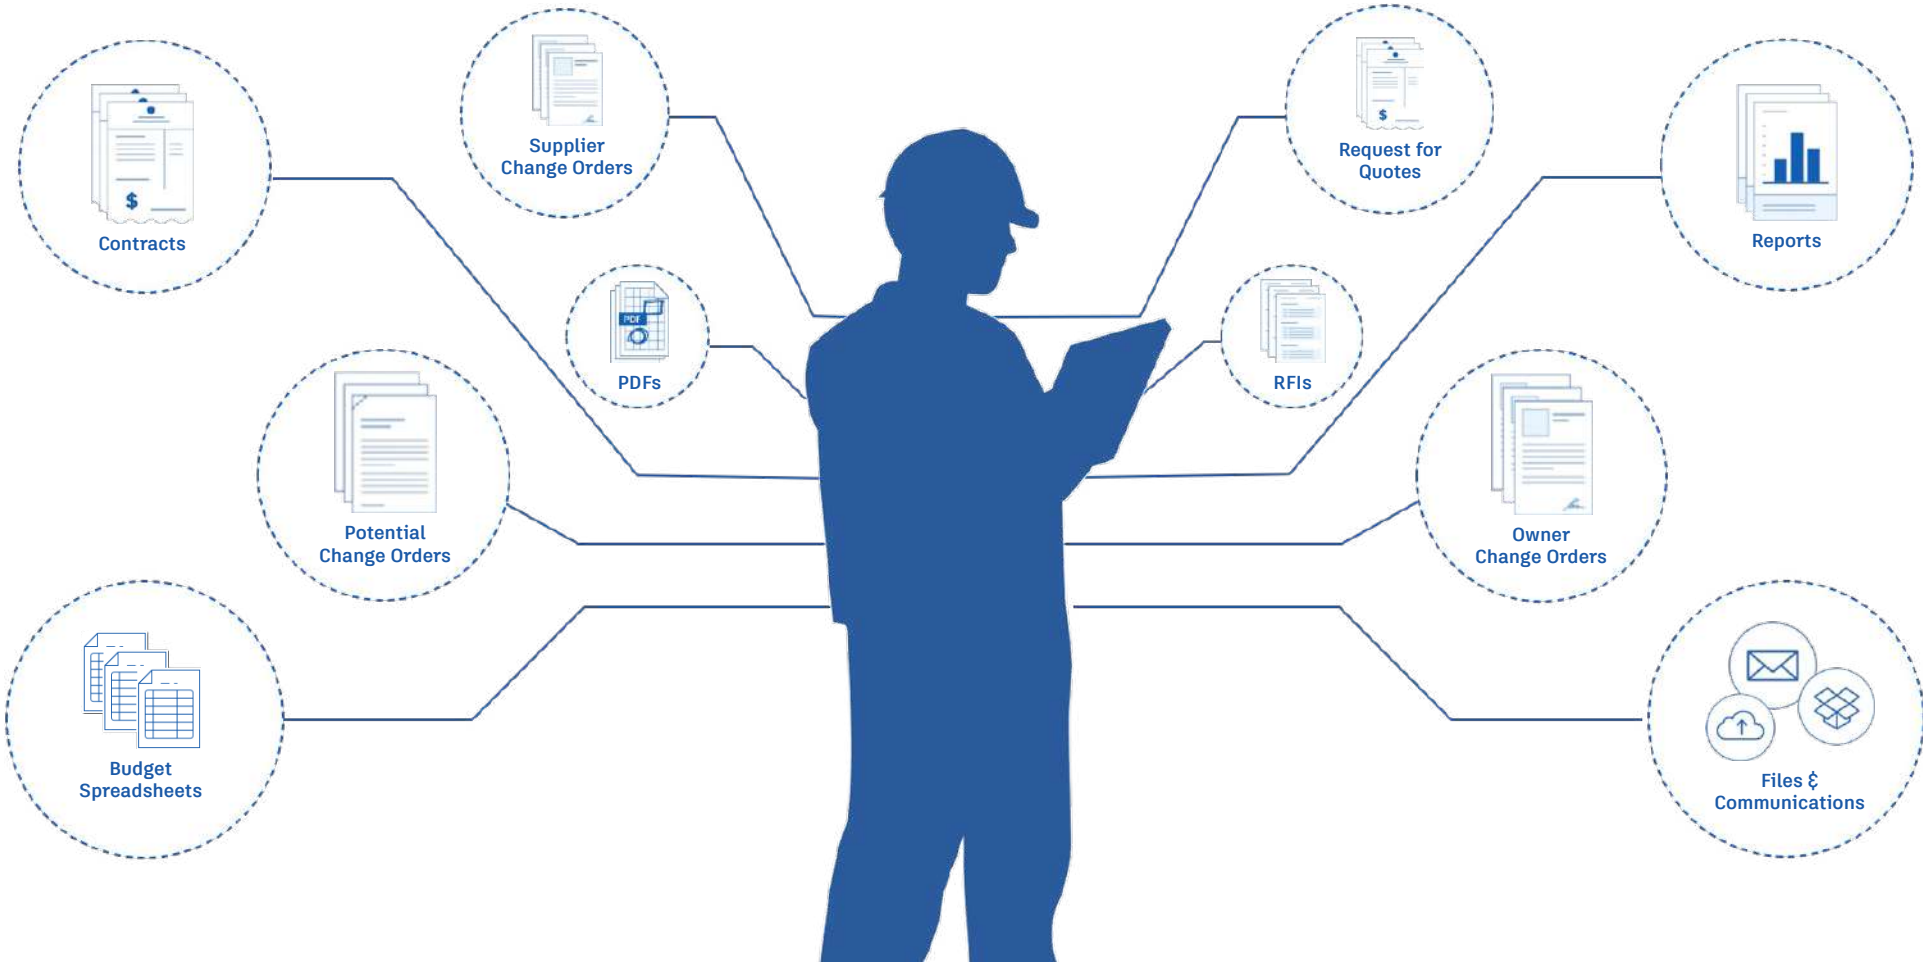 Supplier
Change Orders
Request for
Quotes
Contracts
$
Reports
$
PDF
PDFs
RFIs
Potential
Change Orders
Owner
Change Orders
Budget
Spreadsheets
Files &
Communications